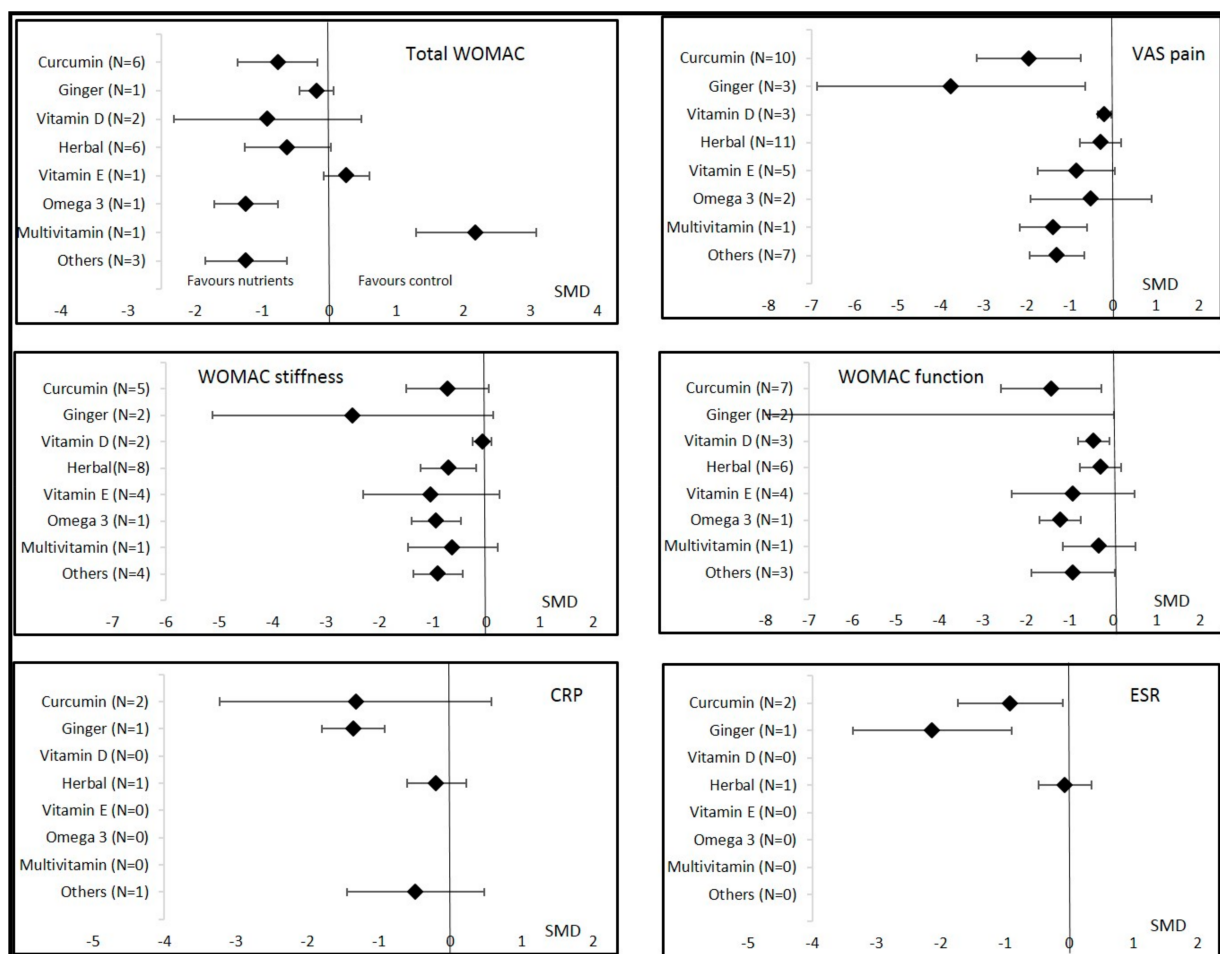 Total WOMAC
Curcumin (N=6)
Ginger (N=1)
Vitamin D (N=2)
Herbal (N=6)
Vitamin E (N=1)
Omega 3 (N=1)
Multivitamin (N=1)
Others (N=3)
Favours nutrients Favours control
SMD
-4 -3 -2 -1 0 1 2 3 4
VAS pain
Curcumin (N=10)
Ginger (N=3)
Vitamin D (N=3)
Herbal (N=11)
Vitamin E (N=5)
Omega 3 (N=2)
Multivitamin (N=1)
Others (N=7)
SMD
-8 -7 -6 -5 -4 -3 -2 -1 0 1 2
WOMAC stiffness
Curcumin (N=5)
Ginger (N=2)
Vitamin D (N=2)
Herbal(N=8)
Vitamin E (N=4)
Omega 3 (N=1)
Multivitamin (N=1)
Others (N=4)
SMD
-7 -6 -5 -4 -3 -2 -1 0 1 2
WOMAC function
Curcumin (N=7)
Ginger (N=2)
Vitamin D (N=3)
Herbal (N=6)
Vitamin E (N=4)
Omega 3 (N=1)
Multivitamin (N=1)
Others (N=3)
SMD
-8 -7 -6 -5 -4 -3 -2 -1 0 1 2
CRP
Curcumin (N=2)
Ginger (N=1)
Vitamin D (N=0)
Herbal (N=1)
Vitamin E (N=0)
Omega 3 (N=0)
Multivitamin (N=0)
Others (N=1)
SMD
-5 -4 -3 -2 -1 0 1 2
ESR
Curcumin (N=2)
Ginger (N=1)
Vitamin D (N=0)
Herbal (N=1)
Vitamin E (N=0)
Omega 3 (N=0)
Multivitamin (N=0)
Others (N=0)
SMD
-5 -4 -3 -2 -1 0 1 2